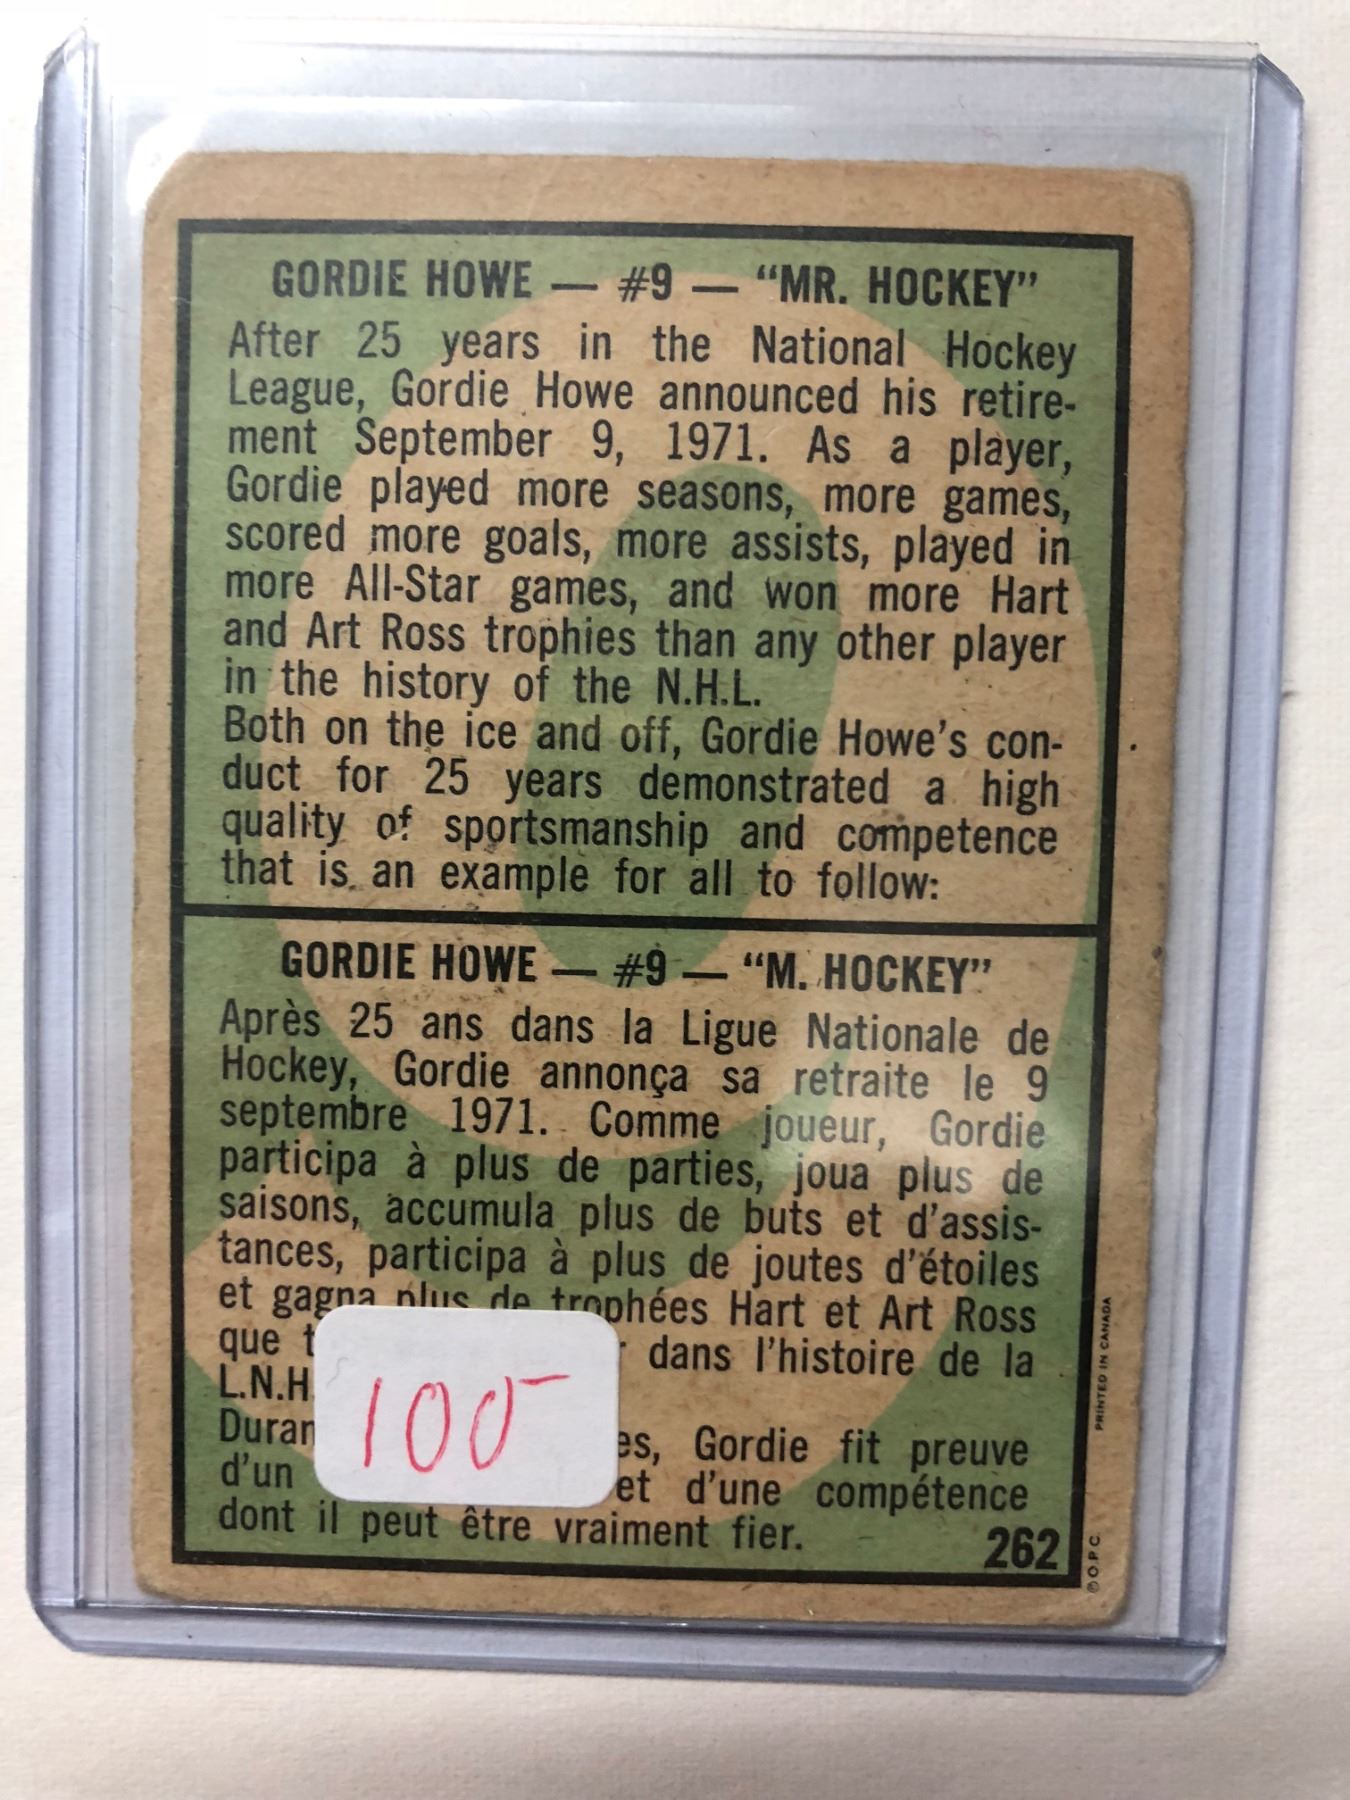 GORDIE HOWE — #9 — “MR. HOCKEY”
After 25 years in the National Hockey
League, Gordie Howe announced his retire-
ment September 9, 1971. As a player,
Gordie played more seasons, more games,
scored more goals, more assists, played in
more All-Star games, and won more Hart
and Art Ross trophies than any other player
in the history of the N.H.L.
Both on the ice and off, Gordie Howe’s con-
duct for 25 years demonstrated a high
quality of sportsmanship and competence
that is an example for all to follow:
GORDIE HOWE — #9 — “M. HOCKEY”
Après 25 ans dans la Ligue Nationale de
Hockey, Gordie annonça sa retraite le 9
septembre 1971. Comme joueur, Gordie
participa à plus de parties, joua plus de
saisons, accumula plus de buts et d’assis-
tances, participa à plus de joutes d’étoiles
et gagna plus de trophées Hart et Art Ross
que dans l’histoire de la
L.N.H
Gordie fit preuve
d’un et d’une compétence
dont il peut être vraiment fier.
262
100
PRINTED IN CANADA
© O.P.C.